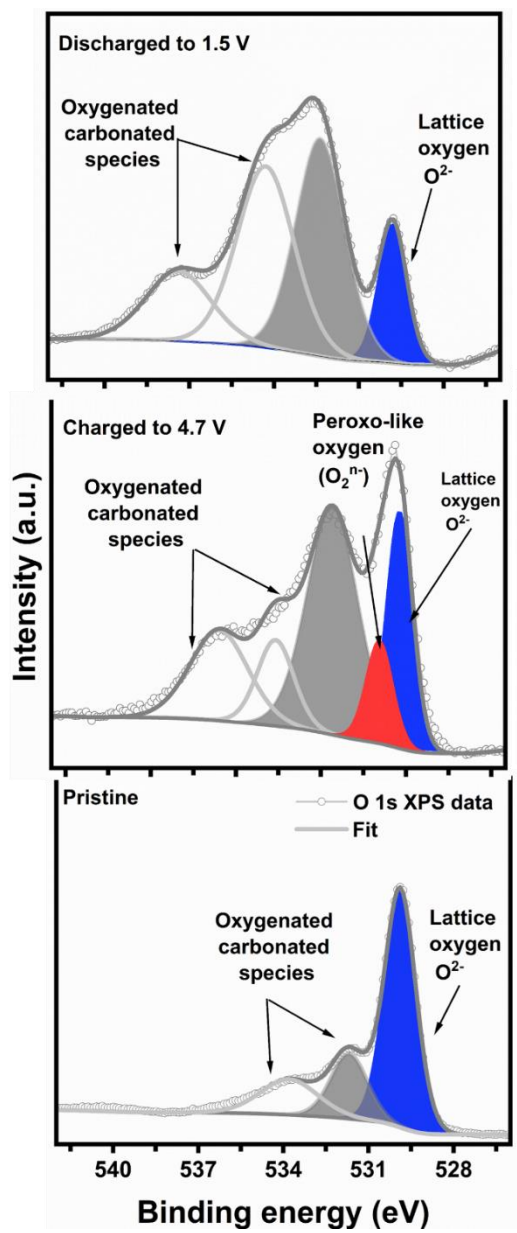 Discharged to 1.5 V
Oxygenated
carbonated
species
Lattice
oxygen
O²⁻
Charged to 4.7 V
Peroxo-like
oxygen
(O₂ⁿ⁻)
Oxygenated
carbonated
species
Lattice
oxygen
O²⁻
Intensity (a.u.)
Pristine
O 1s XPS data
Fit
Oxygenated
carbonated
species
Lattice
oxygen
O²⁻
540 537 534 531 528
Binding energy (eV)